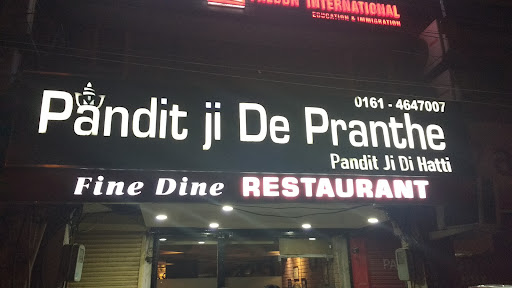 INTERNATIONAL
EDUCATION & IMMIGRATION
0161 - 4647007
Pandit ji De Pranthe
Pandit Ji Di Hatti
Fine Dine RESTAURANT